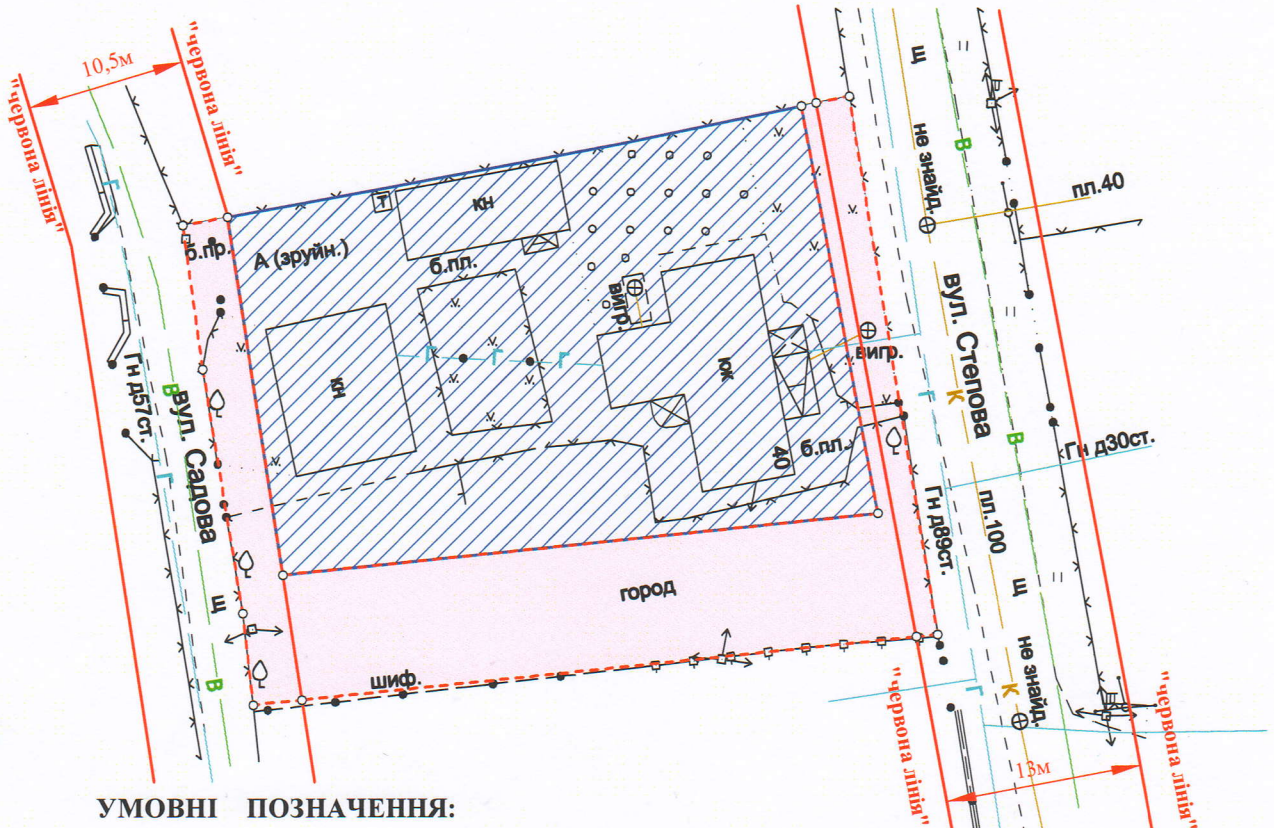 10,5м
"червона лінія"
"червона лінія"
Г
В
Гн д57ст.
вул. Садова
Г
щ
В
б.пр.
А (зруйн.)
Т
КН
б.пл.
КН
Г
Г
Г
вигр.
КЖ
40
б.пл.
вигр.
город
шиф.
щ
не знайд.
В
пл.40
вул. Степова
Г
К
В
Гн д30ст.
Гн д89ст.
пл.100
щ
не знайд.
Г
К
"червона лінія"
13м
"червона лінія"
УМОВНІ ПОЗНАЧЕННЯ: